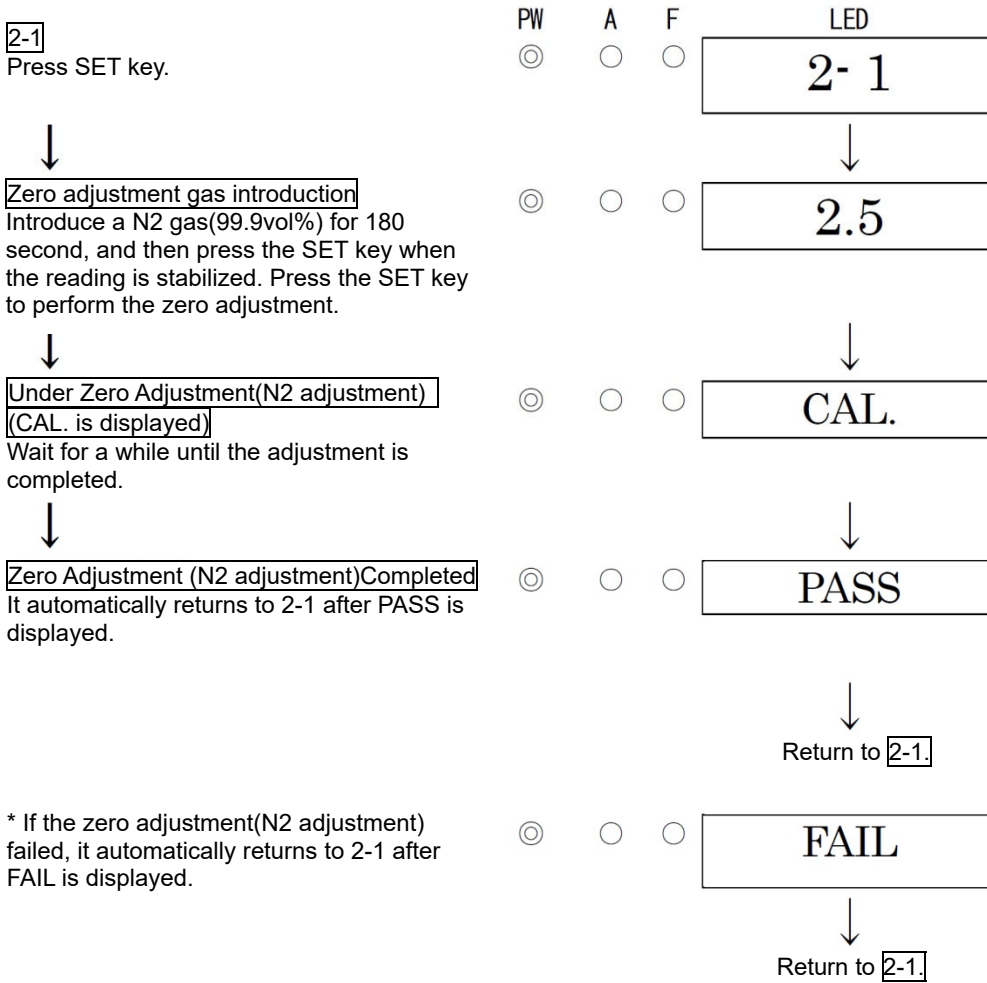 PW A F LED
2-1
Press SET key.
2- 1
Zero adjustment gas introduction
Introduce a N2 gas(99.9vol%) for 180
second, and then press the SET key when
the reading is stabilized. Press the SET key
to perform the zero adjustment.
2.5
Under Zero Adjustment(N2 adjustment)
(CAL. is displayed)
Wait for a while until the adjustment is
completed.
CAL.
Zero Adjustment (N2 adjustment)Completed
It automatically returns to 2-1 after PASS is
displayed.
PASS
Return to 2-1.
* If the zero adjustment(N2 adjustment)
failed, it automatically returns to 2-1 after
FAIL is displayed.
FAIL
Return to 2-1.